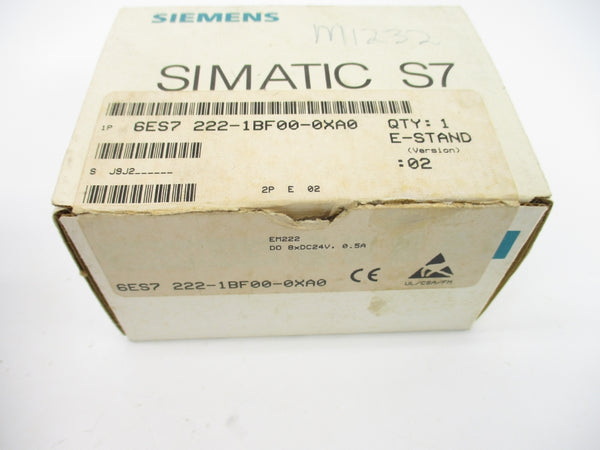 SIEMENS
M1232
SIMATIC S7
1P 6ES7 222-1BF00-0XA0 QTY: 1
E-STAND
(Version)
:02
S J9J2______
2P E 02
EM222
DO 8xDC24V, 0.5A
6ES7 222-1BF00-0XA0 CE
UL/CSA/FM